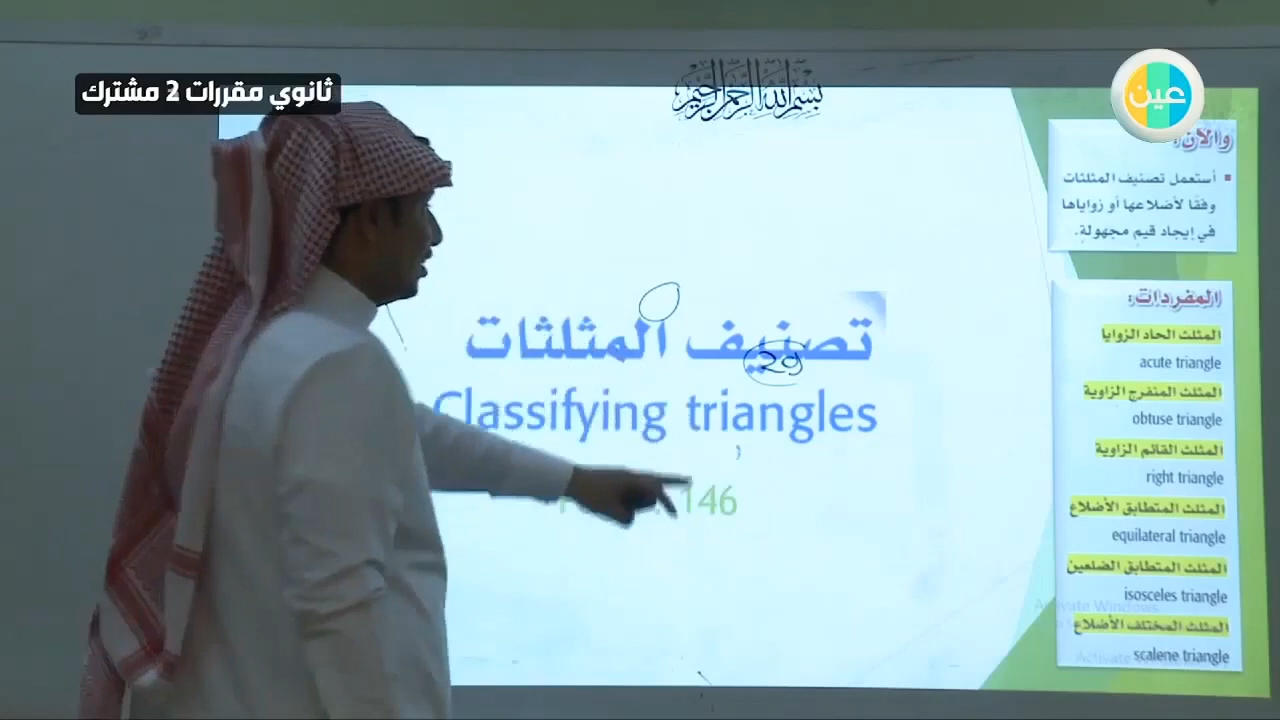 ثانوي مقررات 2 مشترك
بسم الله الرحمن الرحيم
عين
والآن:
أستعمل تصنيف المثلثات
وفقًا لأضلاعها أو زواياها
في إيجاد قيم مجهولة.
تصنيف المثلثات
Classifying triangles
146
المفردات:
المثلث الحاد الزوايا
acute triangle
المثلث المنفرج الزاوية
obtuse triangle
المثلث القائم الزاوية
right triangle
المثلث المتطابق الأضلاع
equilateral triangle
المثلث المتطابق الضلعين
isosceles triangle
المثلث المختلف الأضلاع
scalene triangle
Activate Windows